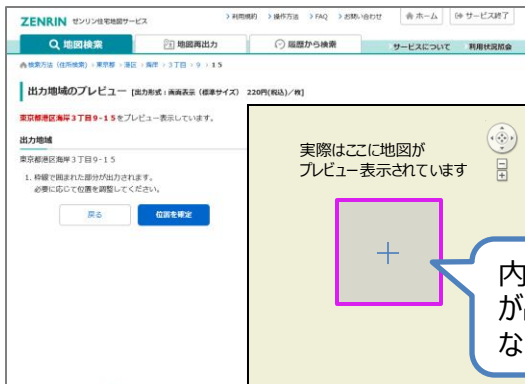 ZENRIN ゼンリン住宅地図サービス
> 利用規約 > 操作方法 > FAQ > お問い合わせ ホーム サービス終了
地図検索 地図再出力 履歴から検索 サービスについて 利用状況照会
検索方法（住所検索） > 東京都 > 港区 > 海岸 > 3丁目 > 9 > 15
出力地域のプレビュー [出力形式：画面表示（標準サイズ） 220円(税込)／枚]
東京都港区海岸3丁目9-15をプレビュー表示しています。
出力地域
東京都港区海岸3丁目9-15
1. 枠線で囲まれた部分が出力されます。
必要に応じて位置を調整してください。
戻る 位置を確定
実際はここに地図が
プレビュー表示されています
内
が
な